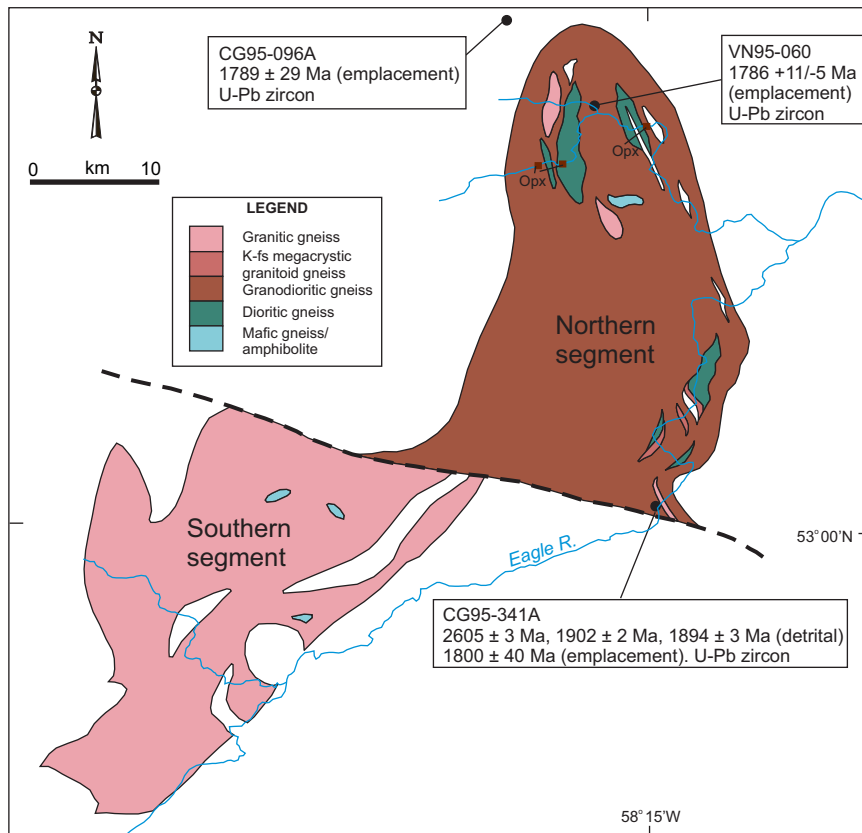 CG95-096A
1789 ± 29 Ma (emplacement)
U-Pb zircon
VN95-060
1786 +11/-5 Ma
(emplacement)
U-Pb zircon
N
0 km 10
Opx
Opx
LEGEND
Granitic gneiss
K-fs megacrystic
granitoid gneiss
Granodioritic gneiss
Dioritic gneiss
Mafic gneiss/
amphibolite
Northern
segment
Southern
segment
Eagle R.
53°00'N
CG95-341A
2605 ± 3 Ma, 1902 ± 2 Ma, 1894 ± 3 Ma (detrital)
1800 ± 40 Ma (emplacement). U-Pb zircon
58°15'W